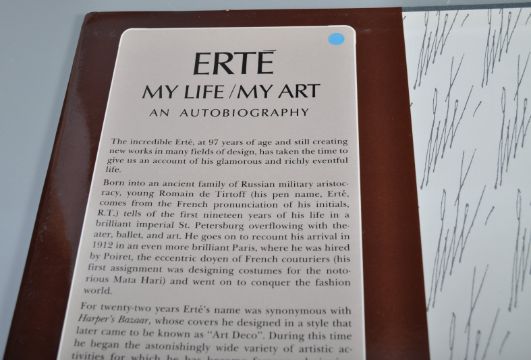 ERTÉ
MY LIFE/MY ART
AN AUTOBIOGRAPHY
The incredible Erté, at 97 years of age and still creating
new works in many fields of design, has taken the time to
give us an account of his glamorous and richly eventful
life.
Born into an ancient family of Russian military aristoc-
racy, young Romain de Tirtoff (his pen name, Erté,
comes from the French pronunciation of his initials,
R.T.) tells of the first nineteen years of his life in a
brilliant imperial St. Petersburg overflowing with the-
ater, ballet, and art. He goes on to recount his arrival in
1912 in an even more brilliant Paris, where he was hired
by Poiret, the eccentric doyen of French couturiers (his
first assignment was designing costumes for the noto-
rious Mata Hari) and went on to conquer the fashion
world.
For twenty-two years Erté's name was synonymous with
Harper's Bazaar, whose covers he designed in a style that
later came to be known as "Art Deco". During this time
he began the astonishingly wide variety of artistic ac-
tivities for which he has become